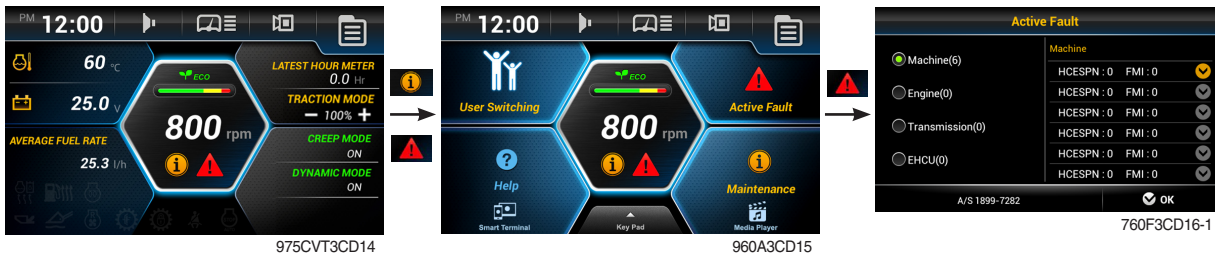 PM 12:00
60 °C
25.0 V
AVERAGE FUEL RATE
25.3 l/h
ECO
800 rpm
LATEST HOUR METER
0.0 Hr
TRACTION MODE
100%
CREEP MODE
ON
DYNAMIC MODE
ON
975CVT3CD14
PM 12:00
User Switching
Active Fault
ECO
800 rpm
Help
Maintenance
Smart Terminal
Key Pad
Media Player
960A3CD15
Active Fault
Machine(6)
Engine(0)
Transmission(0)
EHCU(0)
Machine
HCESPN : 0 FMI : 0
HCESPN : 0 FMI : 0
HCESPN : 0 FMI : 0
HCESPN : 0 FMI : 0
HCESPN : 0 FMI : 0
HCESPN : 0 FMI : 0
A/S 1899-7282
OK
760F3CD16-1